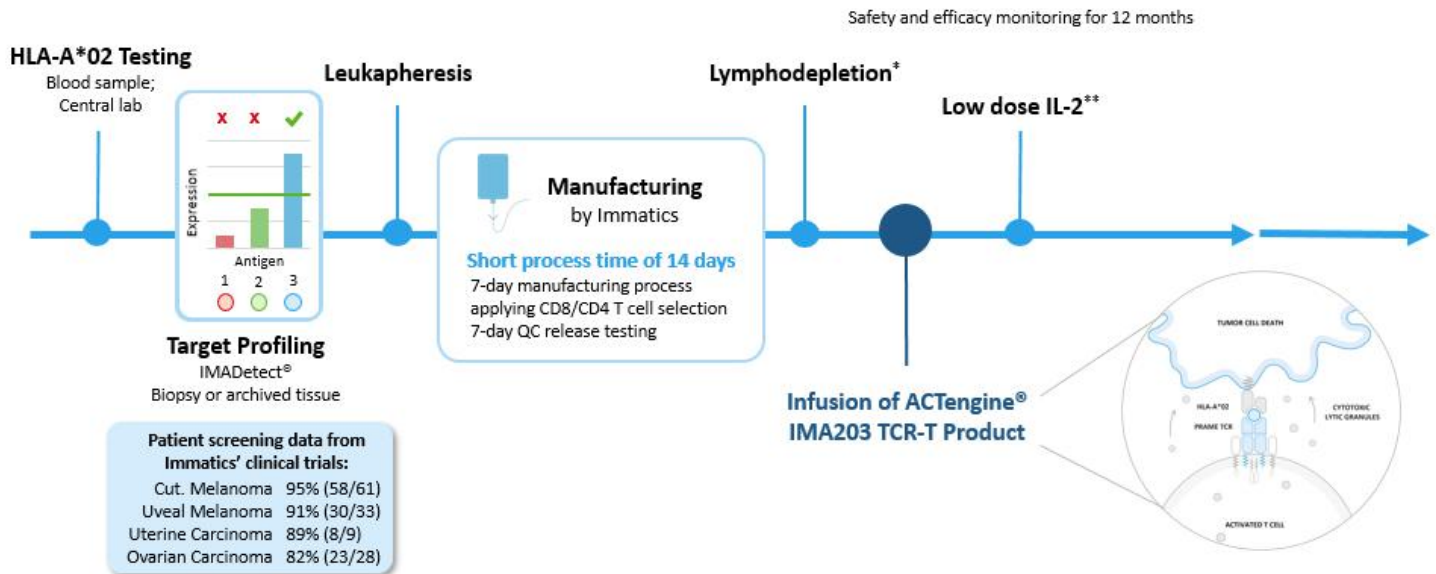 Safety and efficacy monitoring for 12 months
HLA-A*02 Testing
Blood sample;
Central lab
X X ✓
Expression
Antigen
1 2 3
Target Profiling
IMADetect®
Biopsy or archived tissue
Patient screening data from
Immatics' clinical trials:
Cut. Melanoma 95% (58/61)
Uveal Melanoma 91% (30/33)
Uterine Carcinoma 89% (8/9)
Ovarian Carcinoma 82% (23/28)
Leukapheresis
Manufacturing
by Immatics
Short process time of 14 days
7-day manufacturing process
applying CD8/CD4 T cell selection
7-day QC release testing
Lymphodepletion*
Infusion of ACTengine®
IMA203 TCR-T Product
Low dose IL-2**
TUMOR CELL DEATH
HLA-A*02
PRAME TCR
CYTOTOXIC
LYTIC GRANULES
ACTIVATED T CELL